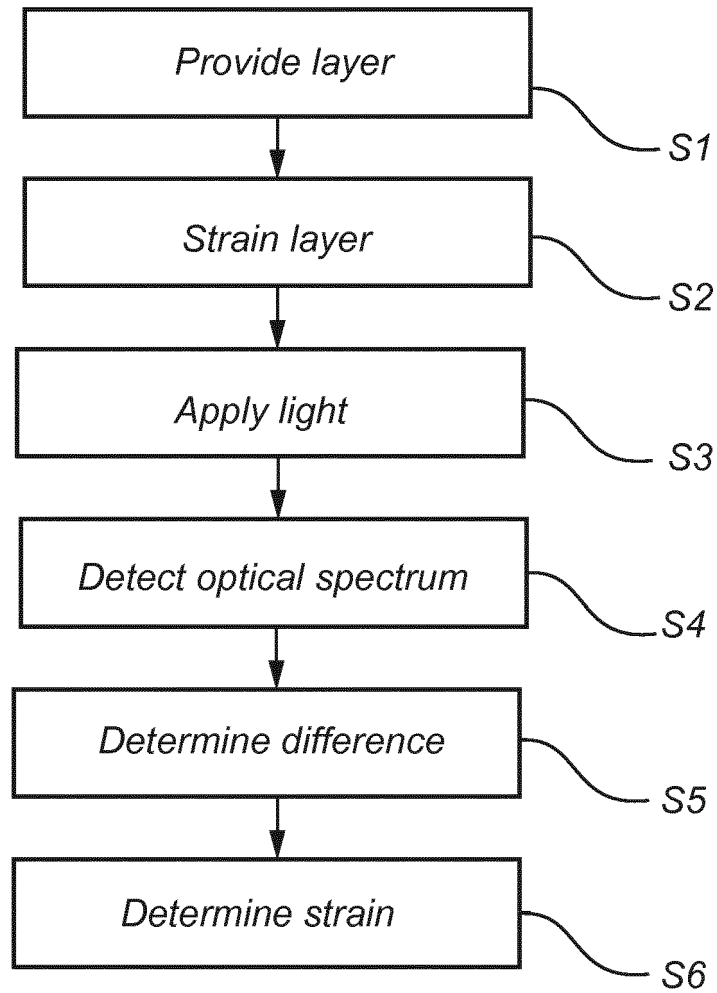 Provide layer
S1
Strain layer
S2
Apply light
S3
Detect optical spectrum
S4
Determine difference
S5
Determine strain
S6